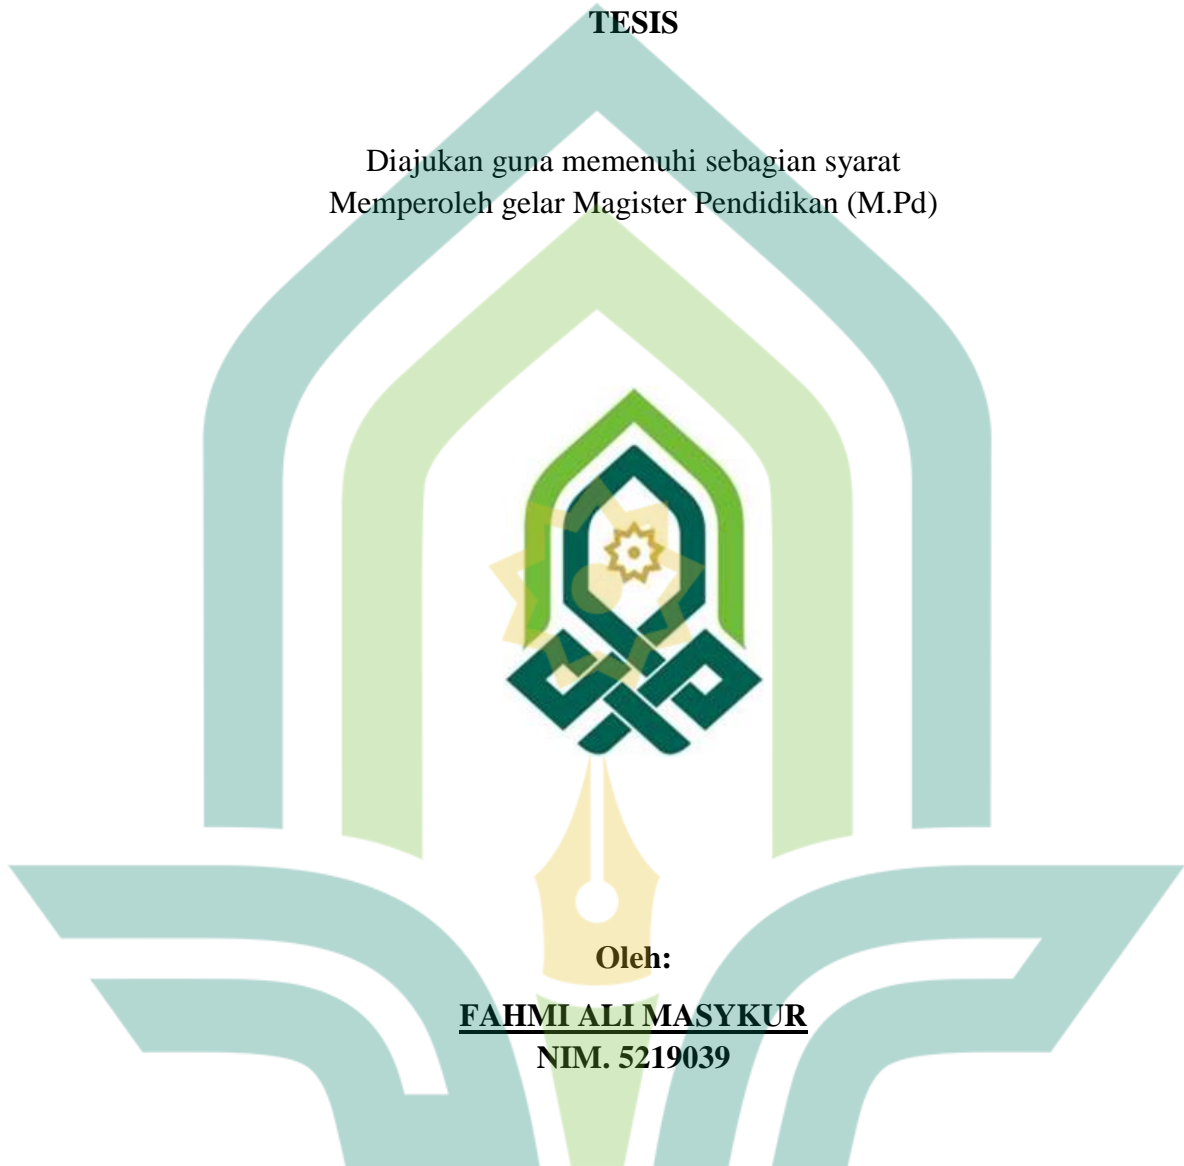 TESIS
Diajukan guna memenuhi sebagian syarat
Memperoleh gelar Magister Pendidikan (M.Pd)
Oleh:
FAHMI ALI MASYKUR
NIM. 5219039